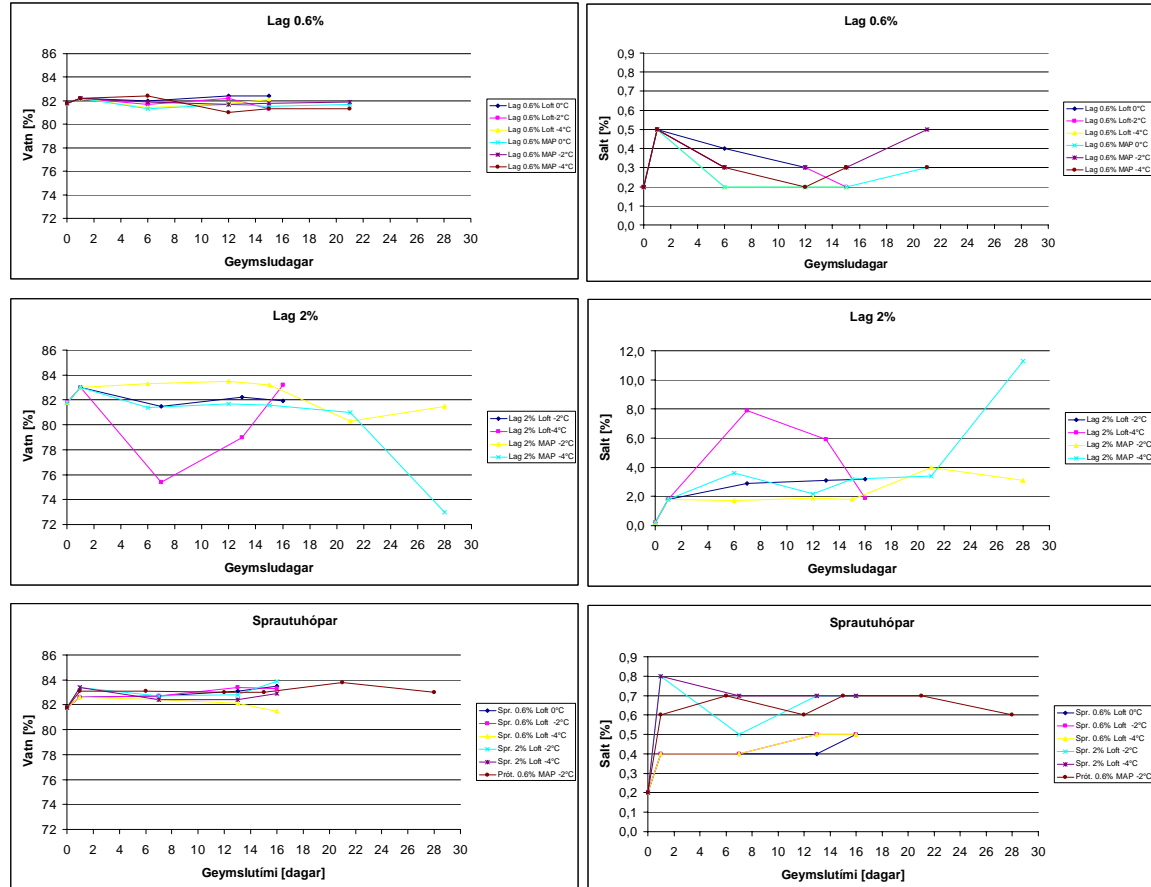 Lag 0.6%
Vatn [%]
86
84
82
80
78
76
74
72
0 2 4 6 8 10 12 14 16 18 20 22 24 26 28 30
Geymsludagar
Lag 0.6% Loft 0°C
Lag 0.6% Loft-2°C
Lag 0.6% Loft -4°C
Lag 0.6% MAP 0°C
Lag 0.6% MAP -2°C
Lag 0.6% MAP -4°C
Lag 0.6%
Salt [%]
0,9
0,8
0,7
0,6
0,5
0,4
0,3
0,2
0,1
0,0
0 2 4 6 8 10 12 14 16 18 20 22 24 26 28 30
Geymsludagar
Lag 0.6% Loft 0°C
Lag 0.6% Loft-2°C
Lag 0.6% Loft -4°C
Lag 0.6% MAP 0°C
Lag 0.6% MAP -2°C
Lag 0.6% MAP -4°C
Lag 2%
Vatn [%]
86
84
82
80
78
76
74
72
0 2 4 6 8 10 12 14 16 18 20 22 24 26 28 30
Geymsludagar
Lag 2% Loft -2°C
Lag 2% Loft-4°C
Lag 2% MAP -2°C
Lag 2% MAP -4°C
Lag 2%
Salt [%]
12,0
10,0
8,0
6,0
4,0
2,0
0,0
0 2 4 6 8 10 12 14 16 18 20 22 24 26 28 30
Geymsludagar
Lag 2% Loft -2°C
Lag 2% Loft-4°C
Lag 2% MAP -2°C
Lag 2% MAP -4°C
Sprautuhópar
Vatn [%]
86
84
82
80
78
76
74
72
0 2 4 6 8 10 12 14 16 18 20 22 24 26 28 30
Geymslutími [dagar]
Spr. 0.6% Loft 0°C
Spr. 0.6% Loft -2°C
Spr. 0.6% Loft -4°C
Spr. 2% Loft -2°C
Spr. 2% Loft -4°C
Prót. 0.6% MAP -2°C
Sprautuhópar
Salt [%]
0,9
0,8
0,7
0,6
0,5
0,4
0,3
0,2
0,1
0,0
0 2 4 6 8 10 12 14 16 18 20 22 24 26 28 30
Geymslutími [dagar]
Spr. 0.6% Loft 0°C
Spr. 0.6% Loft -2°C
Spr. 0.6% Loft -4°C
Spr. 2% Loft -2°C
Spr. 2% Loft -4°C
Prót. 0.6% MAP -2°C